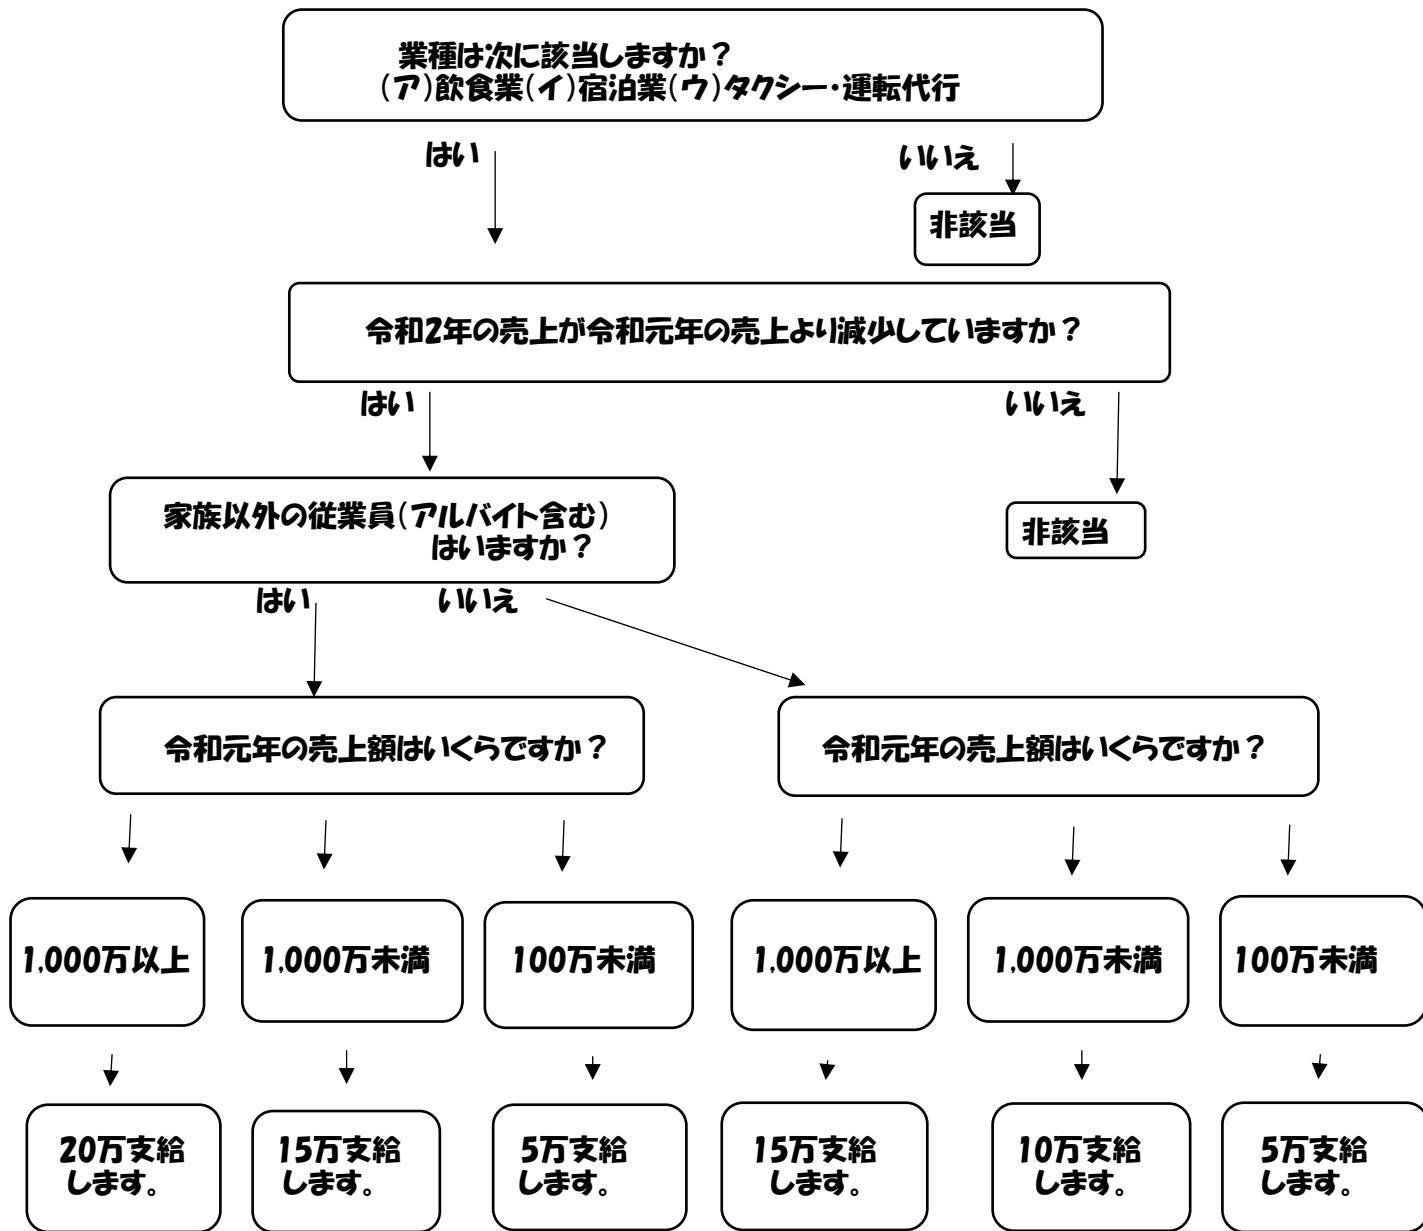 業種は次に該当しますか？
(ア)飲食業(イ)宿泊業(ウ)タクシー・運転代行
はい
いいえ
非該当
令和2年の売上が令和元年の売上より減少していますか？
はい
いいえ
家族以外の従業員(アルバイト含む)
はいますか？
非該当
はい
いいえ
令和元年の売上額はいくらですか？
令和元年の売上額はいくらですか？
1,000万以上
1,000万未満
100万未満
1,000万以上
1,000万未満
100万未満
20万支給
します。
15万支給
します。
5万支給
します。
15万支給
します。
10万支給
します。
5万支給
します。